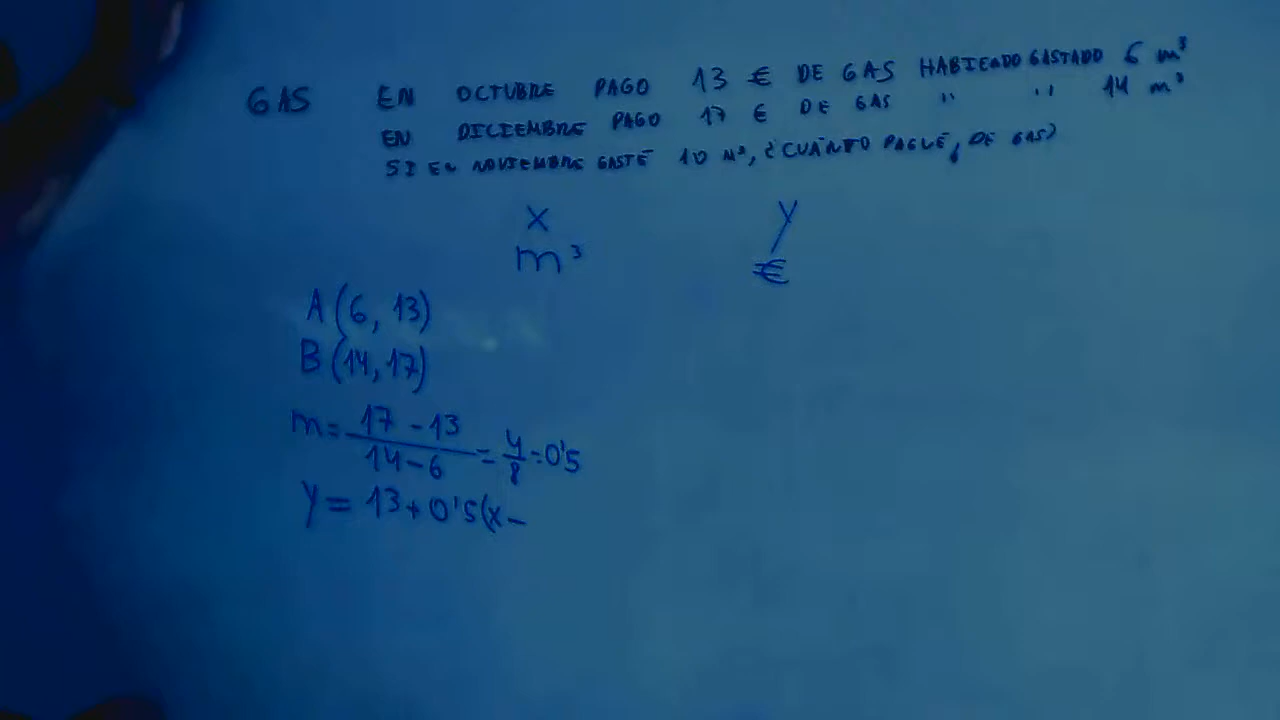 GAS EN OCTUBRE PAGO 13 € DE GAS HABIENDO GASTADO 6 m³
EN DICIEMBRE PAGO 17 € DE GAS " " 14 m³
SI EN NOVIEMBRE GASTÉ 10 M³, ¿CUÁNTO PAGUÉ, DE GAS?
x y
m³ €
A (6, 13)
B (14, 17)
m = 17 - 13 / 14 - 6 = 4/8 = 0'5
y = 13 + 0'5(x -